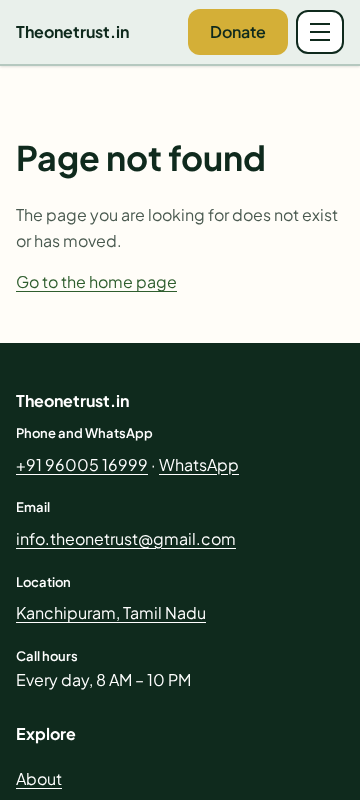 Theonetrust.in
Donate
Page not found
The page you are looking for does not exist
or has moved.
Go to the home page
Theonetrust.in
Phone and WhatsApp
+91 96005 16999 · WhatsApp
Email
info.theonetrust@gmail.com
Location
Kanchipuram, Tamil Nadu
Call hours
Every day, 8 AM – 10 PM
Explore
About